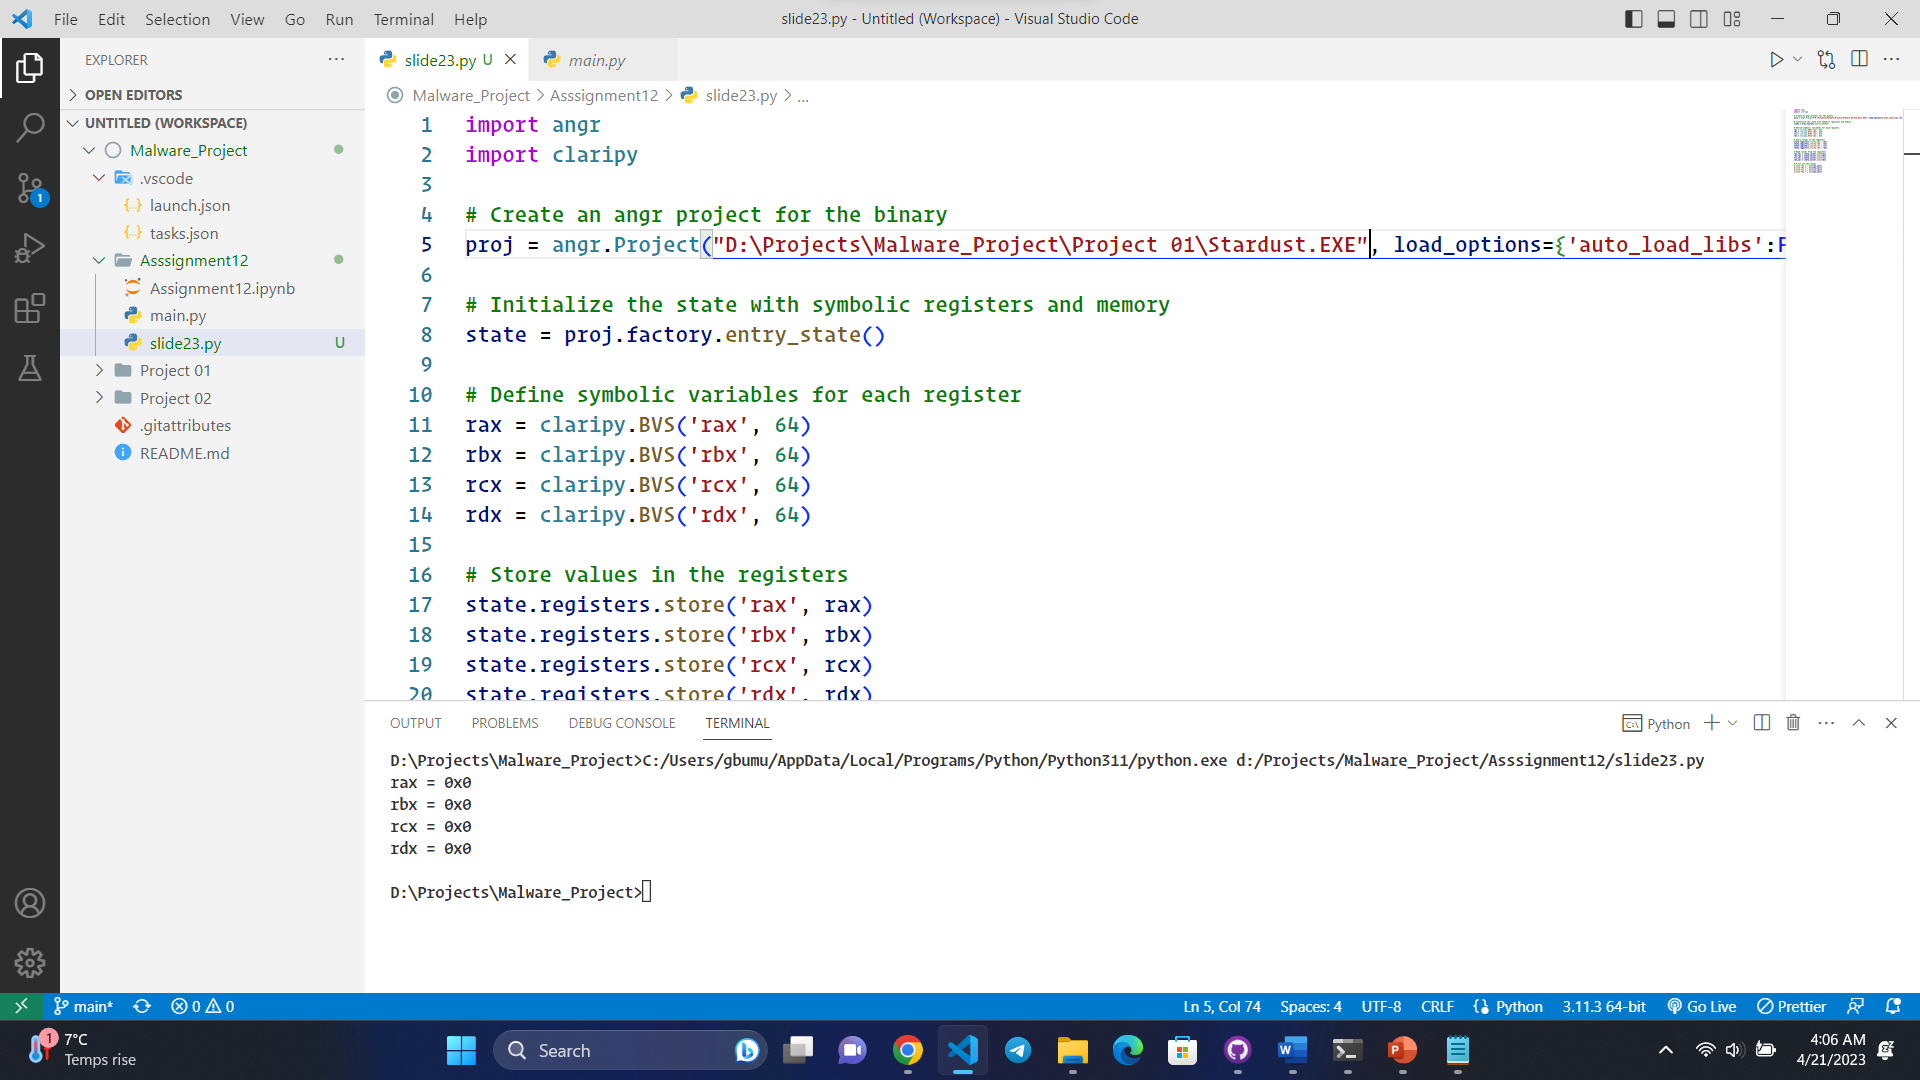 File Edit Selection View Go Run Terminal Help
slide23.py - Untitled (Workspace) - Visual Studio Code
EXPLORER
OPEN EDITORS
UNTITLED (WORKSPACE)
Malware_Project
.vscode
launch.json
tasks.json
Asssignment12
Assignment12.ipynb
main.py
slide23.py U
Project 01
Project 02
.gitattributes
README.md
1
slide23.py U
main.py
Malware_Project > Asssignment12 > slide23.py > ...
1 import angr
2 import claripy
3
4 # Create an angr project for the binary
5 proj = angr.Project("D:\Projects\Malware_Project\Project 01\Stardust.EXE", load_options={'auto_load_libs':F
6
7 # Initialize the state with symbolic registers and memory
8 state = proj.factory.entry_state()
9
10 # Define symbolic variables for each register
11 rax = claripy.BVS('rax', 64)
12 rbx = claripy.BVS('rbx', 64)
13 rcx = claripy.BVS('rcx', 64)
14 rdx = claripy.BVS('rdx', 64)
15
16 # Store values in the registers
17 state.registers.store('rax', rax)
18 state.registers.store('rbx', rbx)
19 state.registers.store('rcx', rcx)
20 state.registers.store('rdx', rdx)
OUTPUT PROBLEMS DEBUG CONSOLE TERMINAL
Python
D:\Projects\Malware_Project>C:/Users/gbumu/AppData/Local/Programs/Python/Python311/python.exe d:/Projects/Malware_Project/Asssignment12/slide23.py
rax = 0x0
rbx = 0x0
rcx = 0x0
rdx = 0x0
D:\Projects\Malware_Project>
main* 0 0
Ln 5, Col 74 Spaces: 4 UTF-8 CRLF Python 3.11.3 64-bit Go Live Prettier
1
7°C
Temps rise
Search
4:06 AM
4/21/2023